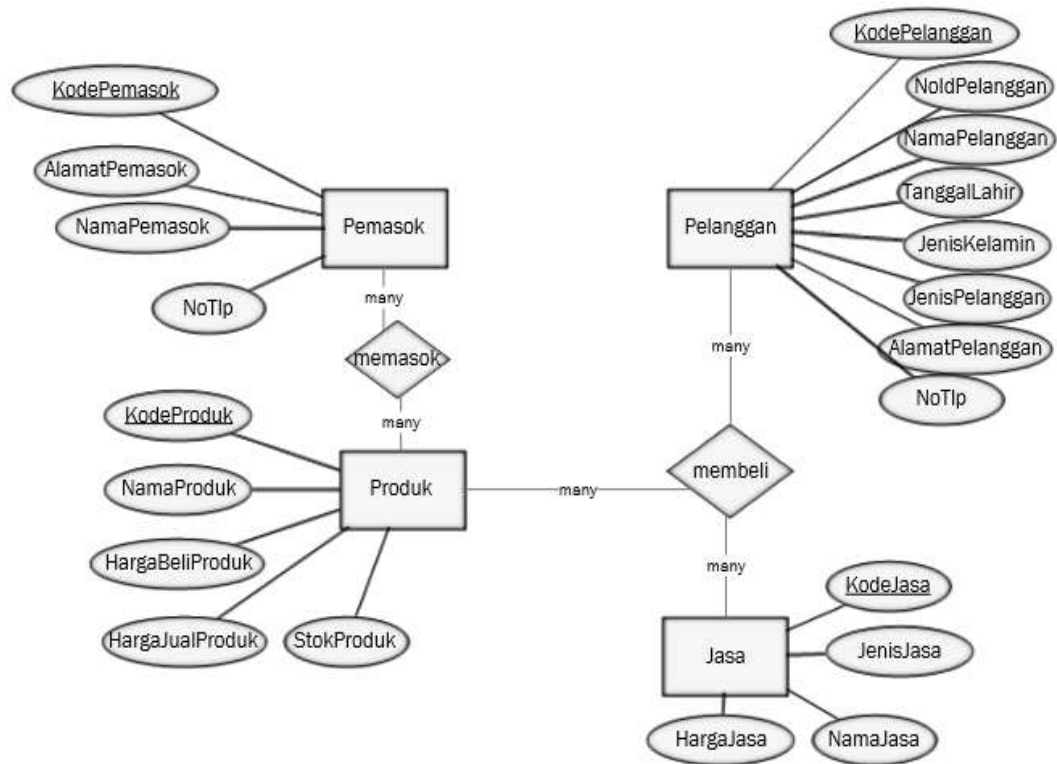 KodePelanggan
KodePemasok
NoIdPelanggan
NamaPelanggan
AlamatPemasok
TanggalLahir
NamaPemasok
Pemasok
Pelanggan
JenisKelamin
NoTlp
many
JenisPelanggan
many
AlamatPelanggan
memasok
NoTlp
KodeProduk
many
membeli
NamaProduk
Produk
many
HargaBeliProduk
many
KodeJasa
HargaJualProduk
StokProduk
Jasa
JenisJasa
HargaJasa
NamaJasa